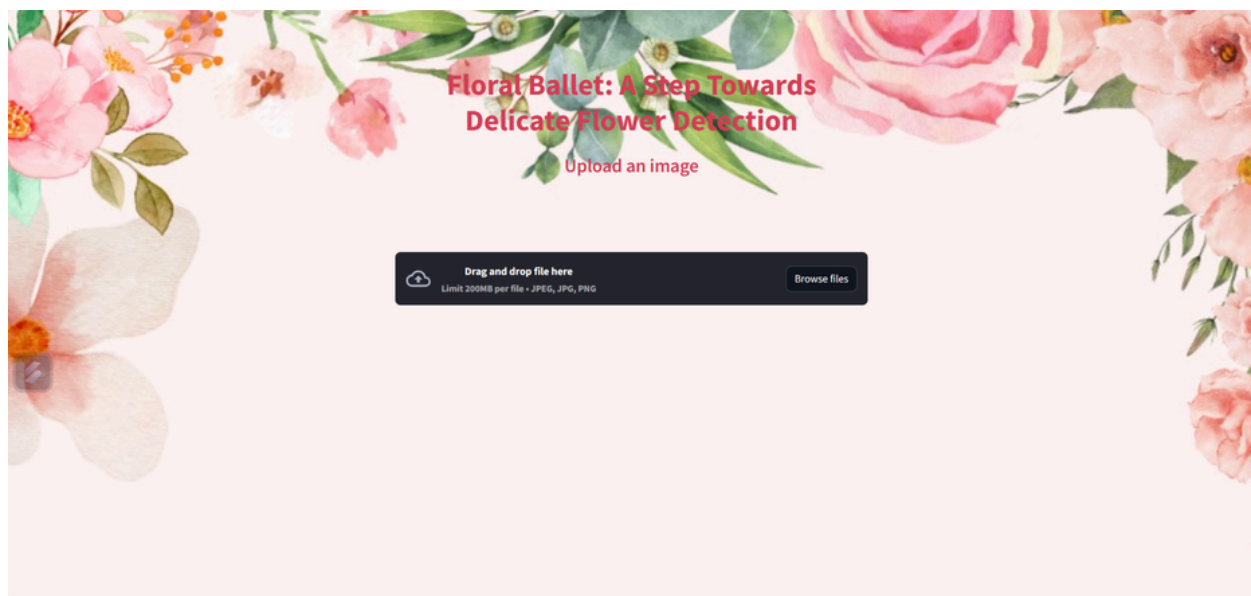 Floral Ballet: A Step Towards
Delicate Flower Detection
Upload an image
Drag and drop file here
Limit 200MB per file • JPEG, JPG, PNG
Browse files